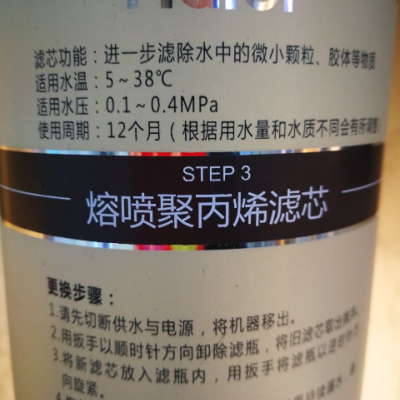 Haier
滤芯功能：进一步滤除水中的微小颗粒、胶体等物质
适用水温：5～38℃
适用水压：0.1～0.4MPa
使用周期：12个月（根据用水量和水质不同会有所调整
STEP 3
熔喷聚丙烯滤芯
更换步骤：
1.请先切断供水与电源，将机器移出。
2.用扳手以顺时针方向卸除滤瓶，将旧滤芯取出
3.将新滤芯放入滤瓶内，用扳手将滤瓶以逆时针方
向旋紧。